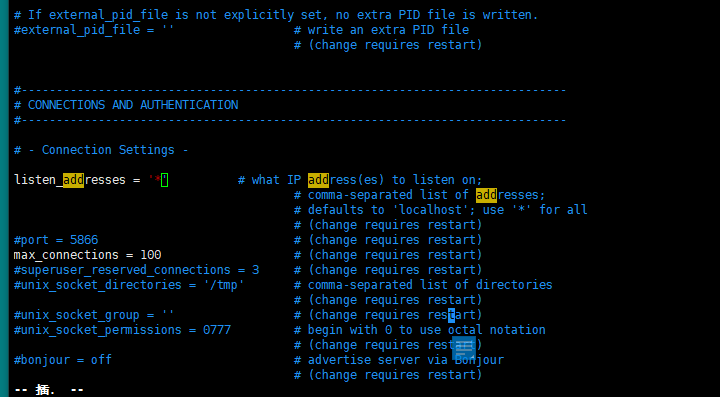 # If external_pid_file is not explicitly set, no extra PID file is written.
#external_pid_file = '' # write an extra PID file
# (change requires restart)
#------------------------------------------------------------------------------
# CONNECTIONS AND AUTHENTICATION
#------------------------------------------------------------------------------
# - Connection Settings -
listen_addresses = '*' # what IP address(es) to listen on;
# comma-separated list of addresses;
# defaults to 'localhost'; use '*' for all
# (change requires restart)
#port = 5866 # (change requires restart)
max_connections = 100 # (change requires restart)
#superuser_reserved_connections = 3 # (change requires restart)
#unix_socket_directories = '/tmp' # comma-separated list of directories
# (change requires restart)
#unix_socket_group = '' # (change requires restart)
#unix_socket_permissions = 0777 # begin with 0 to use octal notation
# (change requires restart)
#bonjour = off # advertise server via Bonjour
# (change requires restart)
-- 插. --